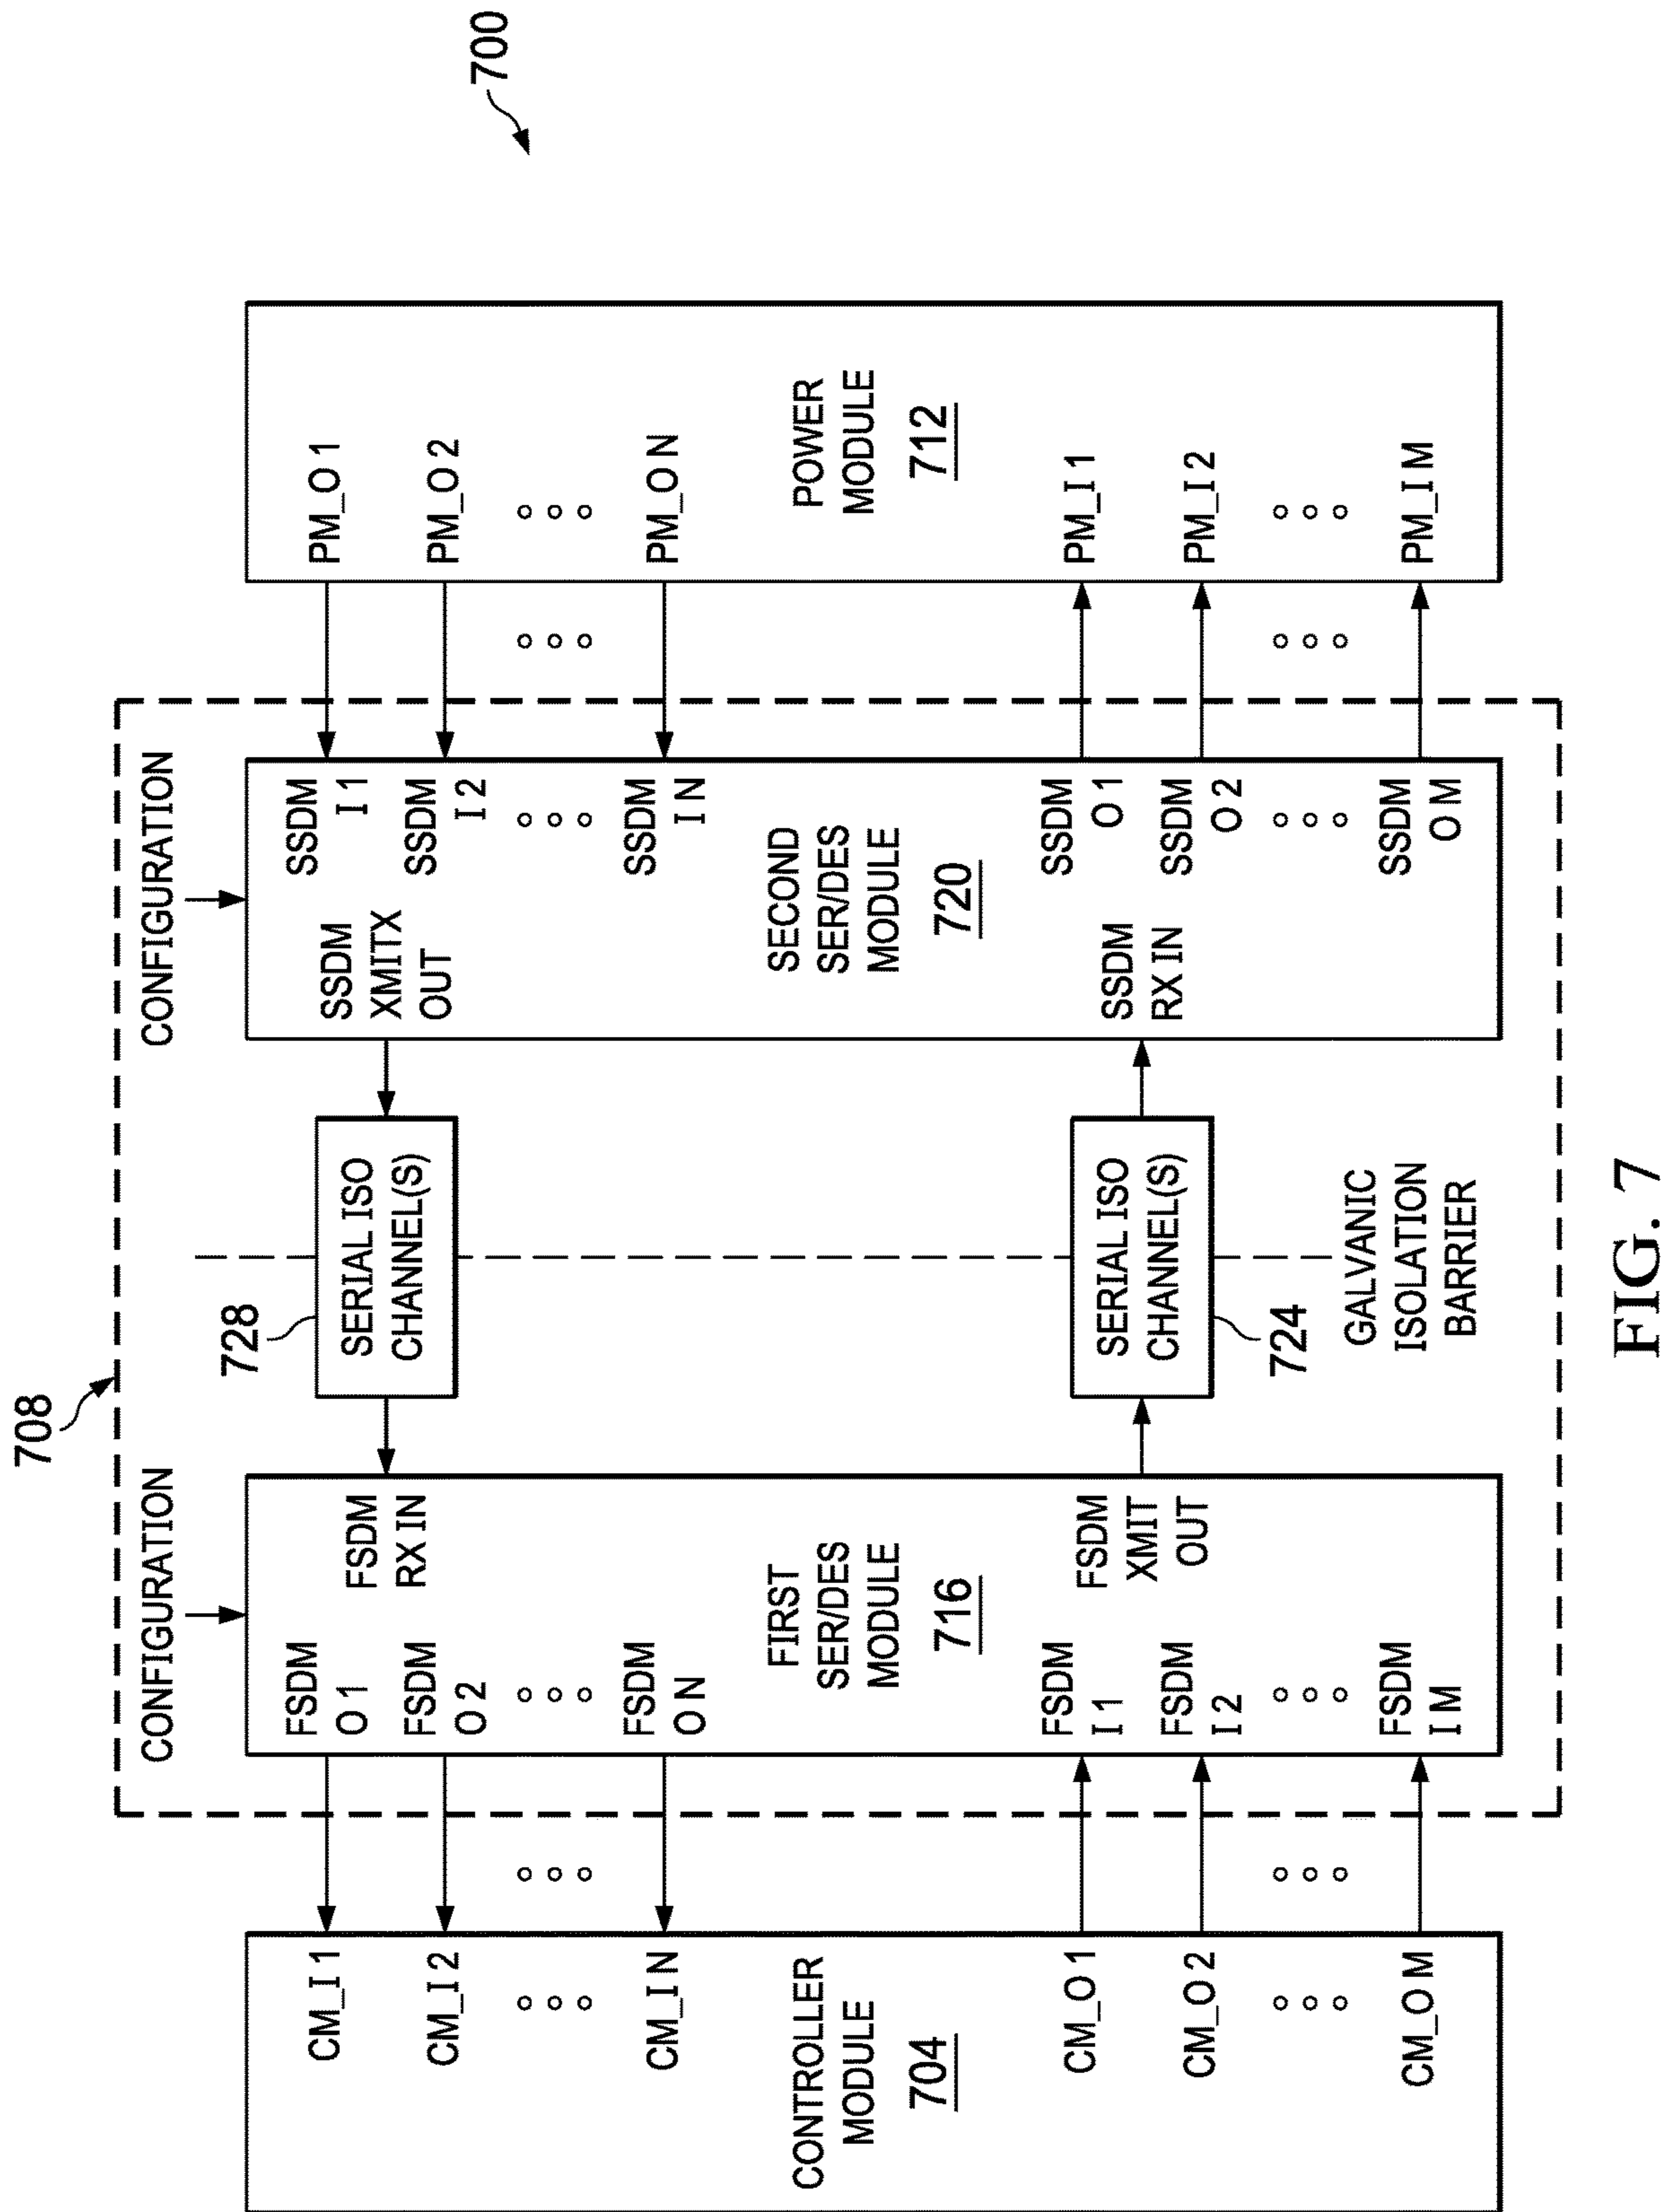 708
700
CONFIGURATION
CONFIGURATION
CM_I 1
CM_I 2
CM_I N
CONTROLLER
MODULE
704
CM_O 1
CM_O 2
CM_O M
FSDM
O 1
FSDM
O 2
FSDM
O N
FSDM
RX IN
FIRST
SER/DES
MODULE
716
FSDM
I 1
FSDM
I 2
FSDM
I M
FSDM
XMIT
OUT
728
SERIAL ISO
CHANNEL(S)
SERIAL ISO
CHANNEL(S)
724
GALVANIC
ISOLATION
BARRIER
SSDM
XMITX
OUT
SSDM
I 1
SSDM
I 2
SSDM
I N
SECOND
SER/DES
MODULE
720
SSDM
RX IN
SSDM
O 1
SSDM
O 2
SSDM
O M
PM_O 1
PM_O 2
PM_O N
POWER
MODULE
712
PM_I 1
PM_I 2
PM_I M
FIG. 7